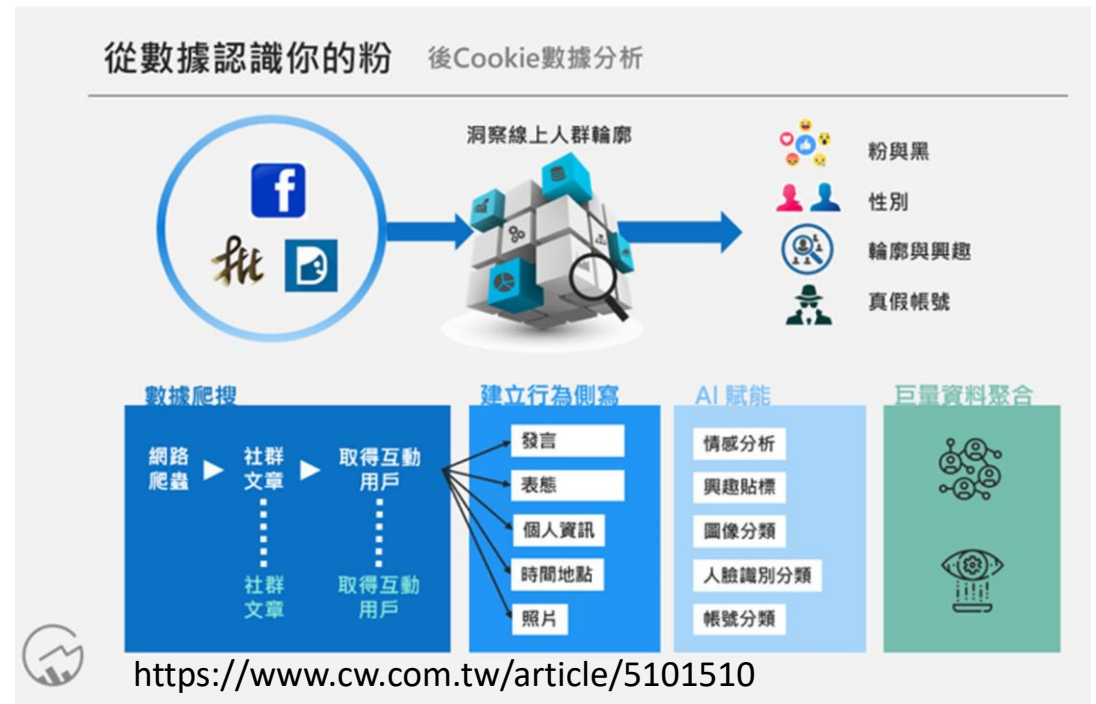 從數據認識你的粉 後Cookie數據分析
洞察線上人群輪廓
f
ptt
D
粉與黑
性別
輪廓與興趣
真假帳號
數據爬搜
網路
爬蟲
社群
文章
取得互動
用戶
社群
文章
取得互動
用戶
建立行為側寫
發言
表態
個人資訊
時間地點
照片
AI 賦能
情感分析
興趣貼標
圖像分類
人臉識別分類
帳號分類
巨量資料聚合
https://www.cw.com.tw/article/5101510